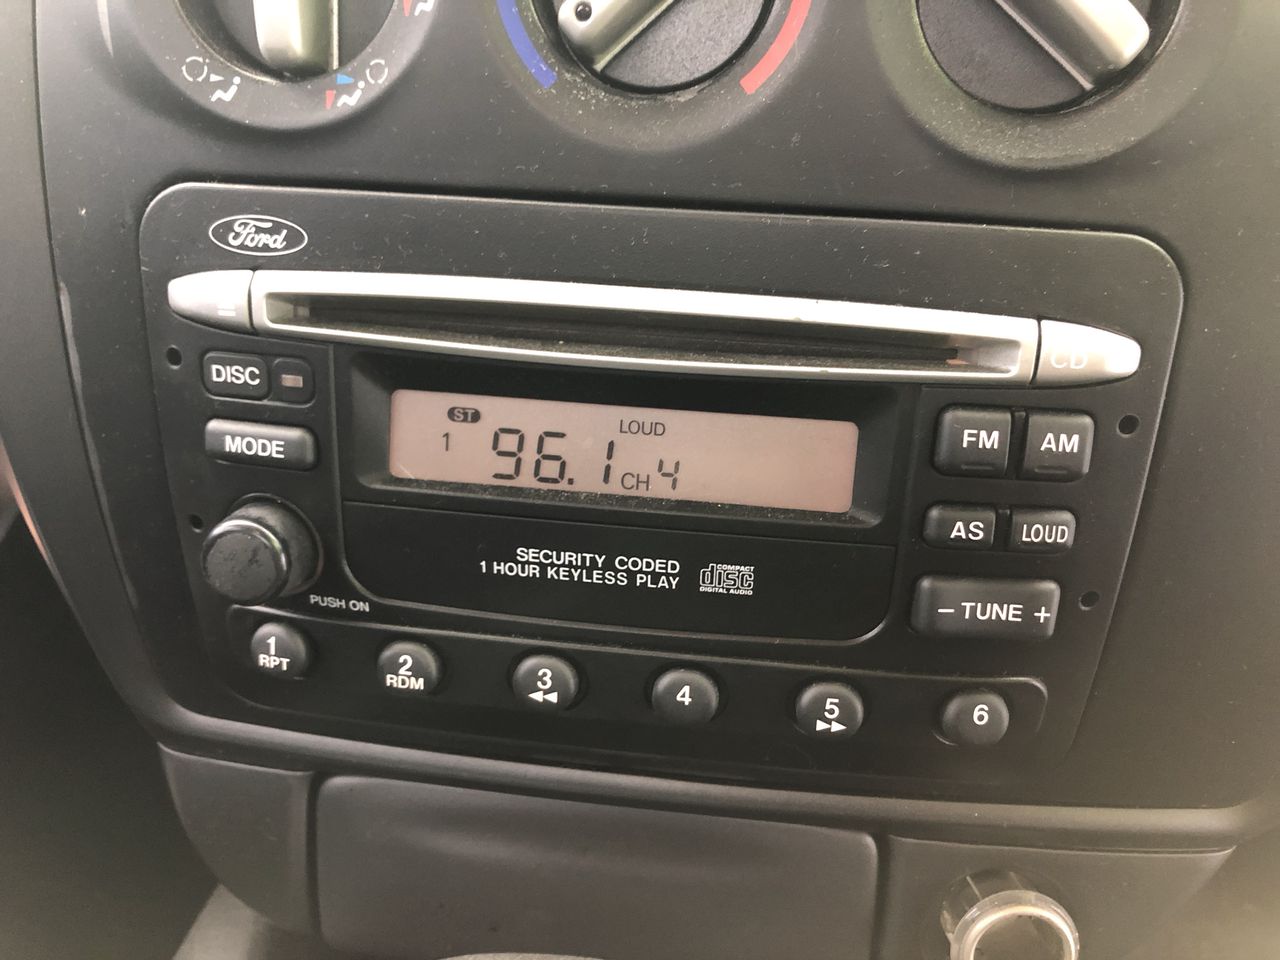 Ford
CD
DISC
MODE
ST
LOUD
1 96.1 CH 4
FM
AM
AS
LOUD
SECURITY CODED
1 HOUR KEYLESS PLAY
COMPACT
disc
DIGITAL AUDIO
PUSH ON
- TUNE +
1
RPT
2
RDM
3
4
5
6